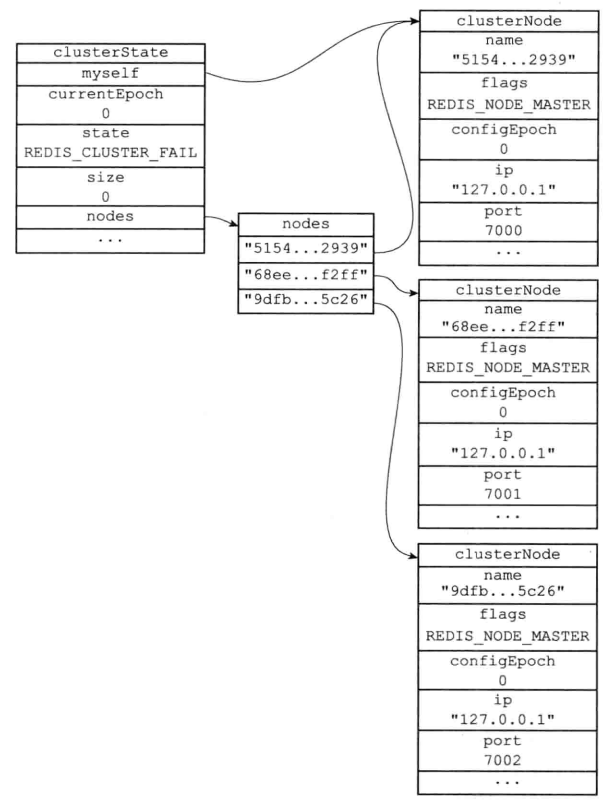 clusterState
myself
currentEpoch
0
state
REDIS_CLUSTER_FAIL
size
0
nodes
...
nodes
"5154...2939"
"68ee...f2ff"
"9dfb...5c26"
clusterNode
name
"5154...2939"
flags
REDIS_NODE_MASTER
configEpoch
0
ip
"127.0.0.1"
port
7000
...
clusterNode
name
"68ee...f2ff"
flags
REDIS_NODE_MASTER
configEpoch
0
ip
"127.0.0.1"
port
7001
...
clusterNode
name
"9dfb...5c26"
flags
REDIS_NODE_MASTER
configEpoch
0
ip
"127.0.0.1"
port
7002
...